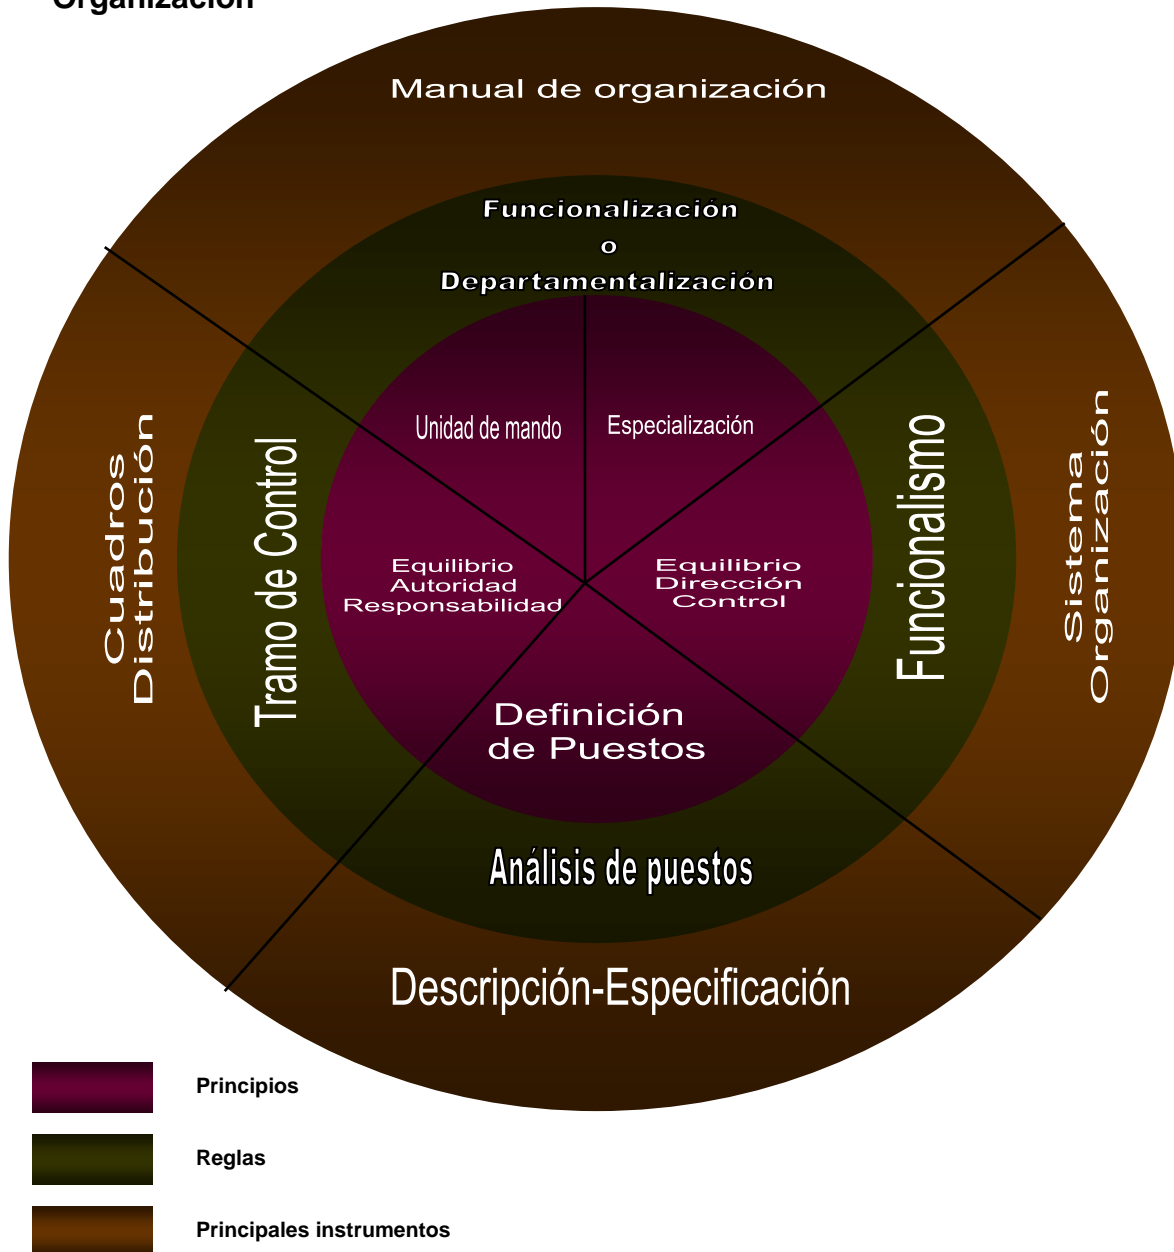 Organización
Manual de organización
Funcionalización
o
Departamentalización
Unidad de mando
Especialización
Cuadros
Distribución
Tramo de Control
Equilibrio
Autoridad
Responsabilidad
Equilibrio
Dirección
Control
Funcionalismo
Sistema
Organización
Definición
de Puestos
Análisis de puestos
Descripción-Especificación
Principios
Reglas
Principales instrumentos